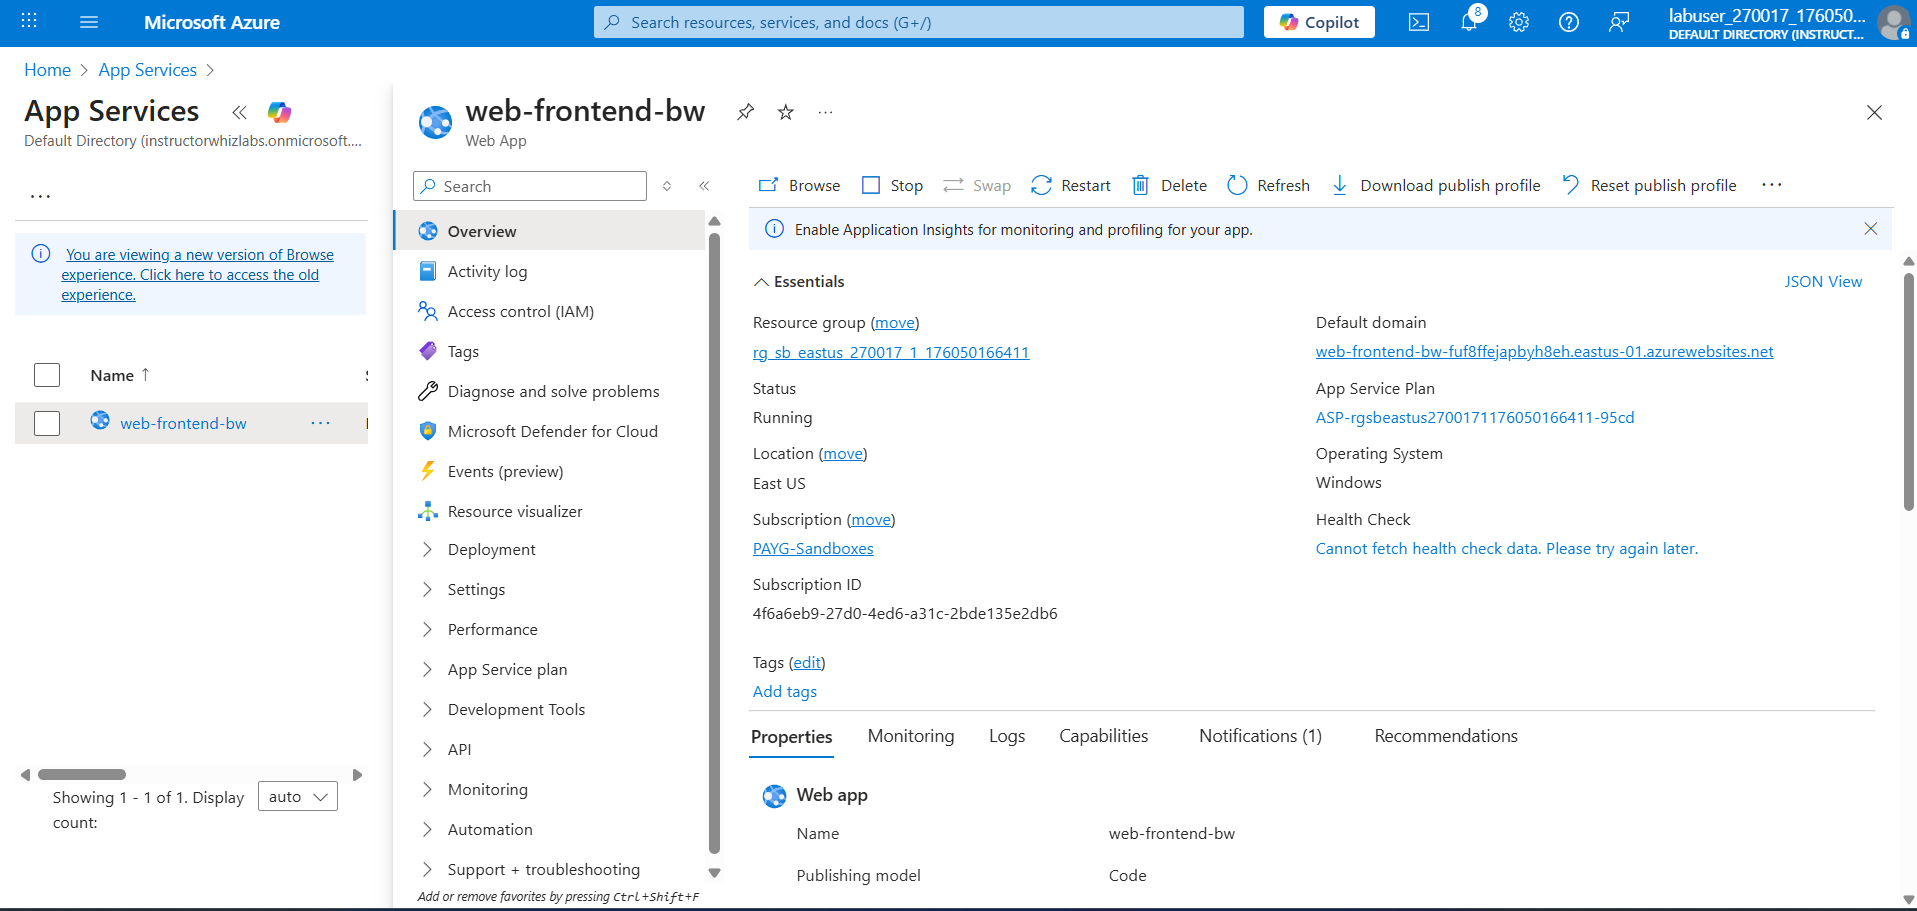 Microsoft Azure
Search resources, services, and docs (G+/)
Copilot
8
labuser_270017_176050...
DEFAULT DIRECTORY (INSTRUCT...
Home > App Services >
App Services
Default Directory (instructorwhizlabs.onmicrosoft....
...
You are viewing a new version of Browse
experience. Click here to access the old
experience.
Name ↑
web-frontend-bw ...
Showing 1 - 1 of 1. Display
count:
auto
web-frontend-bw
...
Web App
Search
Overview
Activity log
Access control (IAM)
Tags
Diagnose and solve problems
Microsoft Defender for Cloud
Events (preview)
Resource visualizer
Deployment
Settings
Performance
App Service plan
Development Tools
API
Monitoring
Automation
Support + troubleshooting
Add or remove favorites by pressing Ctrl+Shift+F
Browse Stop Swap Restart Delete Refresh Download publish profile Reset publish profile ...
Enable Application Insights for monitoring and profiling for your app.
Essentials
JSON View
Resource group (move)
rg_sb_eastus_270017_1_176050166411
Status
Running
Location (move)
East US
Subscription (move)
PAYG-Sandboxes
Subscription ID
4f6a6eb9-27d0-4ed6-a31c-2bde135e2db6
Default domain
web-frontend-bw-fuf8ffejapbyh8eh.eastus-01.azurewebsites.net
App Service Plan
ASP-rgsbeastus2700171176050166411-95cd
Operating System
Windows
Health Check
Cannot fetch health check data. Please try again later.
Tags (edit)
Add tags
Properties Monitoring Logs Capabilities Notifications (1) Recommendations
Web app
Name web-frontend-bw
Publishing model Code